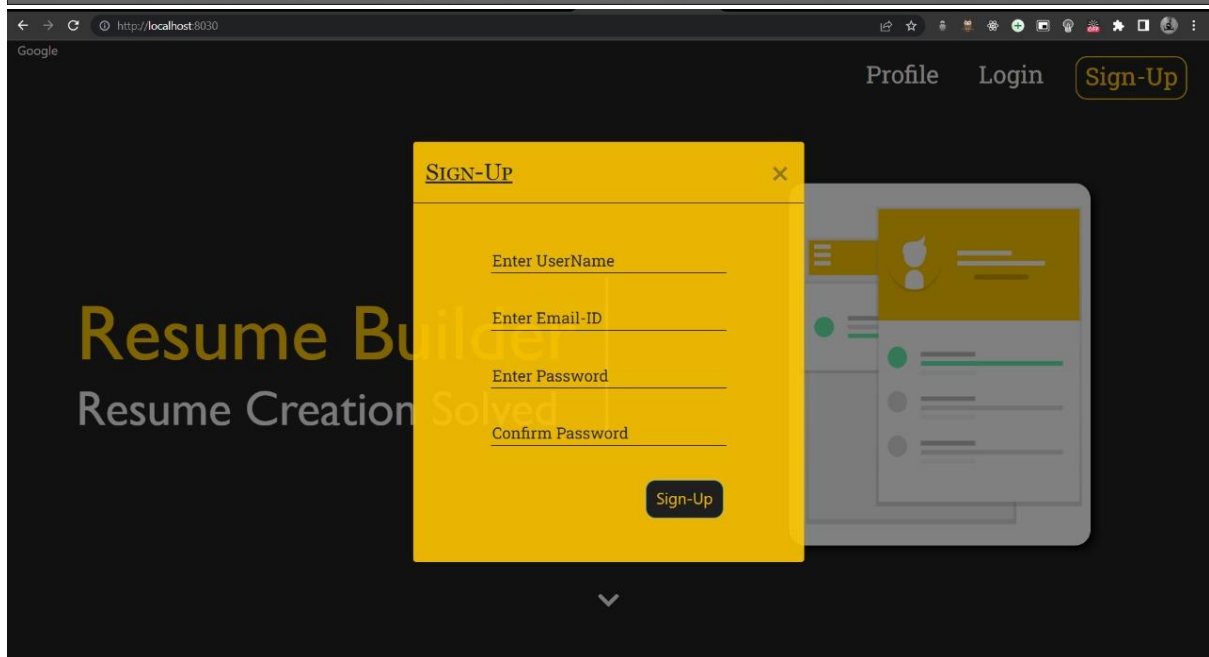 http://localhost:8030
OFF
Google
Profile Login Sign-Up
Sign-Up
Enter UserName
Resume Builder
Enter Email-ID
Enter Password
Resume Creation Solved
Confirm Password
Sign-Up